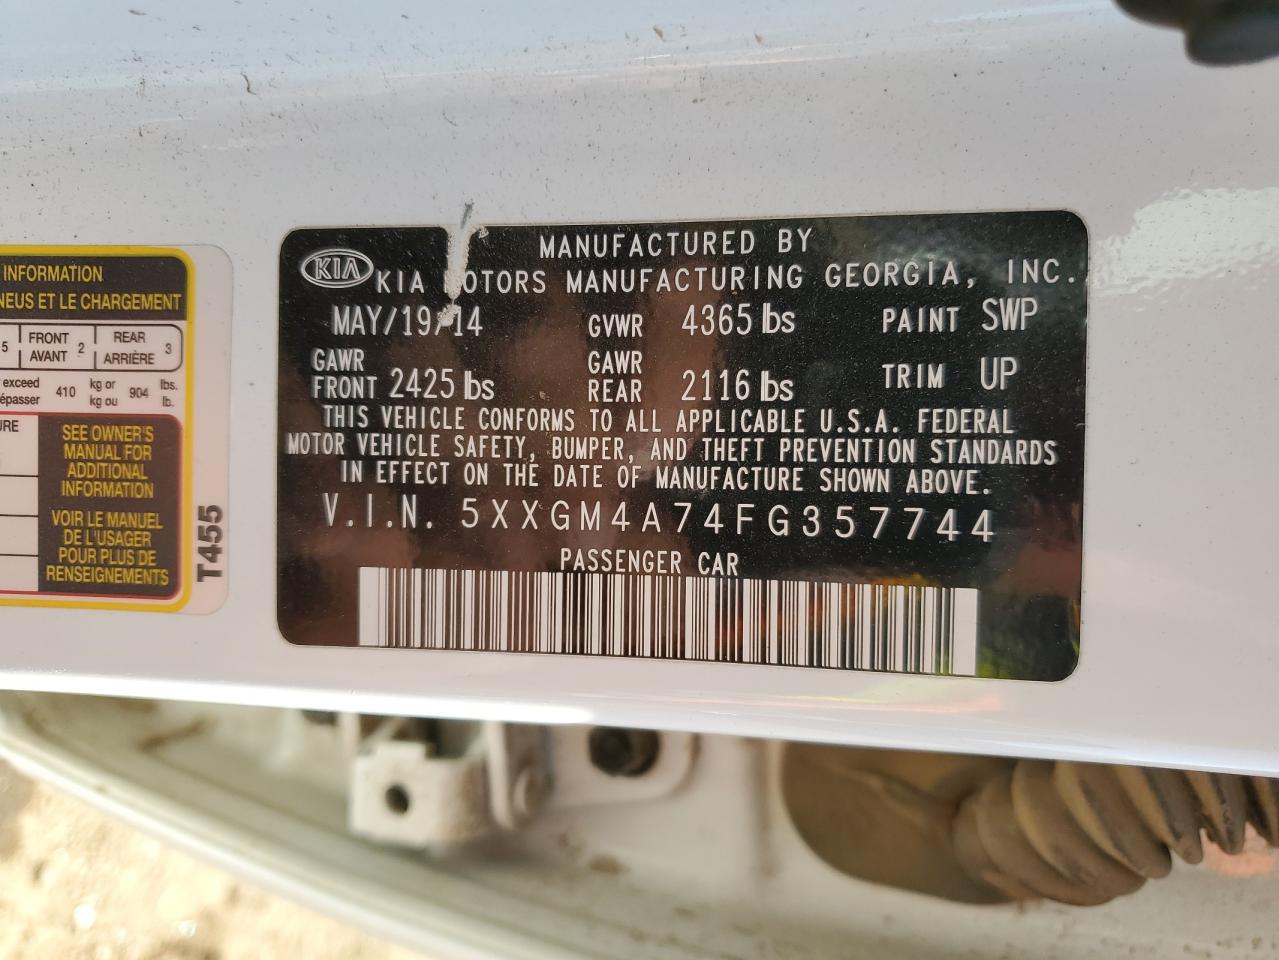 INFORMATION
NEUS ET LE CHARGEMENT
5 FRONT AVANT 2 REAR ARRIÈRE 3
exceed 410 kg or 904 lbs.
épasser kg ou lb.
URE
SEE OWNER'S
MANUAL FOR
ADDITIONAL
INFORMATION
VOIR LE MANUEL
DE L'USAGER
POUR PLUS DE
RENSEIGNEMENTS
T455
KIA
MANUFACTURED BY
KIA MOTORS MANUFACTURING GEORGIA, INC.
MAY/19/14 GVWR 4365 lbs PAINT SWP
GAWR FRONT 2425 lbs GAWR REAR 2116 lbs TRIM UP
THIS VEHICLE CONFORMS TO ALL APPLICABLE U.S.A. FEDERAL
MOTOR VEHICLE SAFETY, BUMPER, AND THEFT PREVENTION STANDARDS
IN EFFECT ON THE DATE OF MANUFACTURE SHOWN ABOVE.
V.I.N. 5XXGM4A74FG357744
PASSENGER CAR